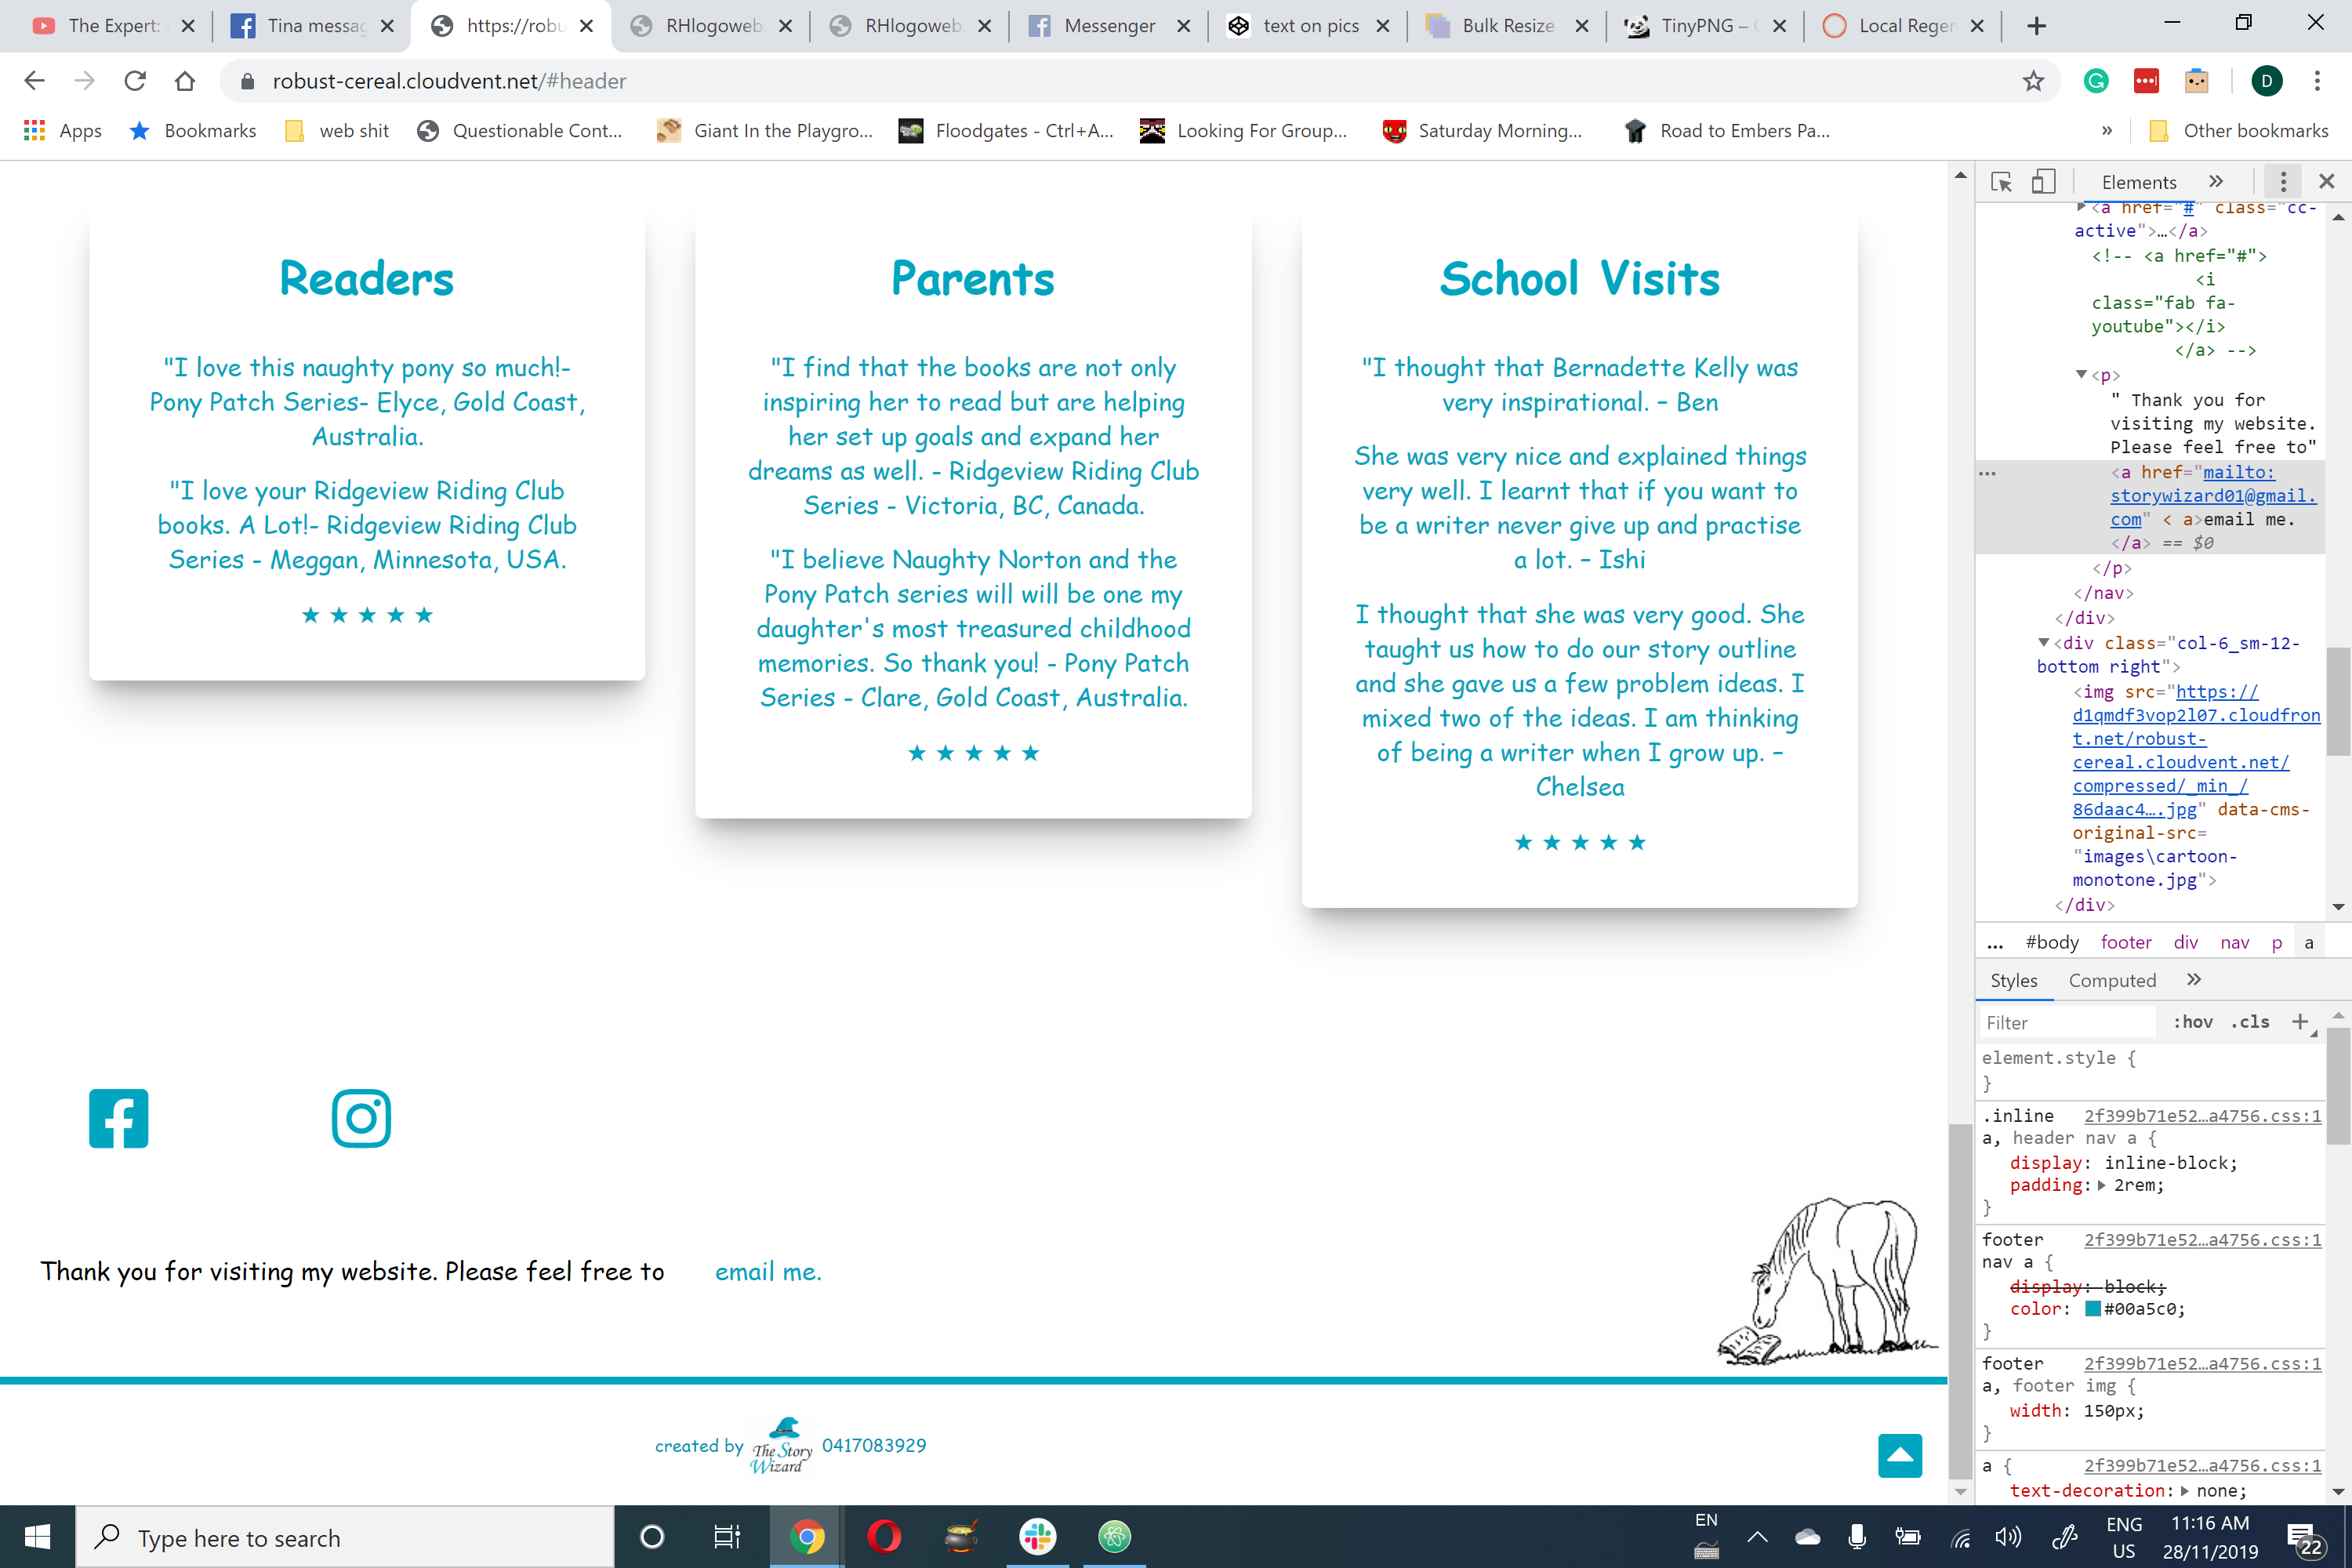 The Expert:
Tina messag
https://robu
RHlogoweb.
RHlogoweb.
Messenger
text on pics
Bulk Resize
TinyPNG –
Local Regen
robust-cereal.cloudvent.net/#header
D
Apps
Bookmarks
web shit
Questionable Cont...
Giant In the Playgro...
Floodgates - Ctrl+A...
Looking For Group...
Saturday Morning...
Road to Embers Pa...
»
Other bookmarks
Readers
"I love this naughty pony so much!-
Pony Patch Series- Elyce, Gold Coast,
Australia.
"I love your Ridgeview Riding Club
books. A Lot!- Ridgeview Riding Club
Series - Meggan, Minnesota, USA.
★ ★ ★ ★ ★
Parents
"I find that the books are not only
inspiring her to read but are helping
her set up goals and expand her
dreams as well. - Ridgeview Riding Club
Series - Victoria, BC, Canada.
"I believe Naughty Norton and the
Pony Patch series will will be one my
daughter's most treasured childhood
memories. So thank you! - Pony Patch
Series - Clare, Gold Coast, Australia.
★ ★ ★ ★ ★
School Visits
"I thought that Bernadette Kelly was
very inspirational. – Ben
She was very nice and explained things
very well. I learnt that if you want to
be a writer never give up and practise
a lot. – Ishi
I thought that she was very good. She
taught us how to do our story outline
and she gave us a few problem ideas. I
mixed two of the ideas. I am thinking
of being a writer when I grow up. –
Chelsea
★ ★ ★ ★ ★
Thank you for visiting my website. Please feel free to email me.
created by The Story Wizard 0417083929
Elements »
<a href="#" class="cc-
active">…</a>
<!-- <a href="#">
<i
class="fab fa-
youtube"></i>
</a> -->
<p>
" Thank you for
visiting my website.
Please feel free to"
<a href="mailto:
storywizard01@gmail.
com" < a>email me.
</a> == $0
</p>
</nav>
</div>
<div class="col-6_sm-12-
bottom right">
<img src="https://
d1qmdf3vop2l07.cloudfron
t.net/robust-
cereal.cloudvent.net/
compressed/_min_/
86daac4….jpg" data-cms-
original-src=
"images\cartoon-
monotone.jpg">
</div>
... #body footer div nav p a
Styles Computed »
Filter :hov .cls +
element.style {
}
.inline 2f399b71e52…a4756.css:1
a, header nav a {
display: inline-block;
padding: 2rem;
}
footer 2f399b71e52…a4756.css:1
nav a {
display: block;
color: #00a5c0;
}
footer 2f399b71e52…a4756.css:1
a, footer img {
width: 150px;
}
a { 2f399b71e52…a4756.css:1
text-decoration: none;
Type here to search
EN
ENG
US
11:16 AM
28/11/2019
22